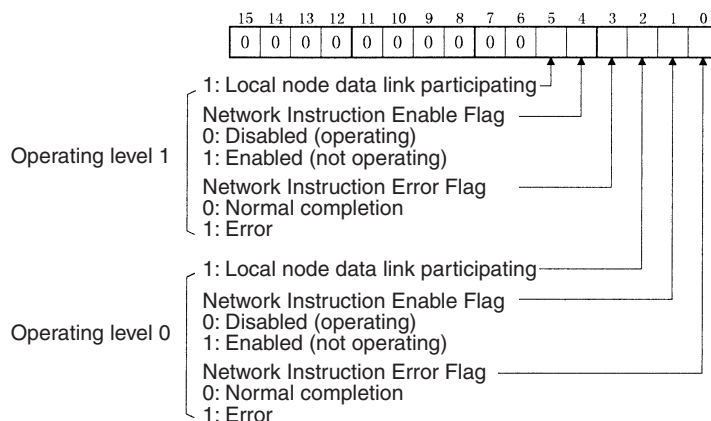 15 14 13 12 11 10 9 8 7 6 5 4 3 2 1 0
0 0 0 0 0 0 0 0 0 0
Operating level 1
1: Local node data link participating
Network Instruction Enable Flag
0: Disabled (operating)
1: Enabled (not operating)
Network Instruction Error Flag
0: Normal completion
1: Error
Operating level 0
1: Local node data link participating
Network Instruction Enable Flag
0: Disabled (operating)
1: Enabled (not operating)
Network Instruction Error Flag
0: Normal completion
1: Error